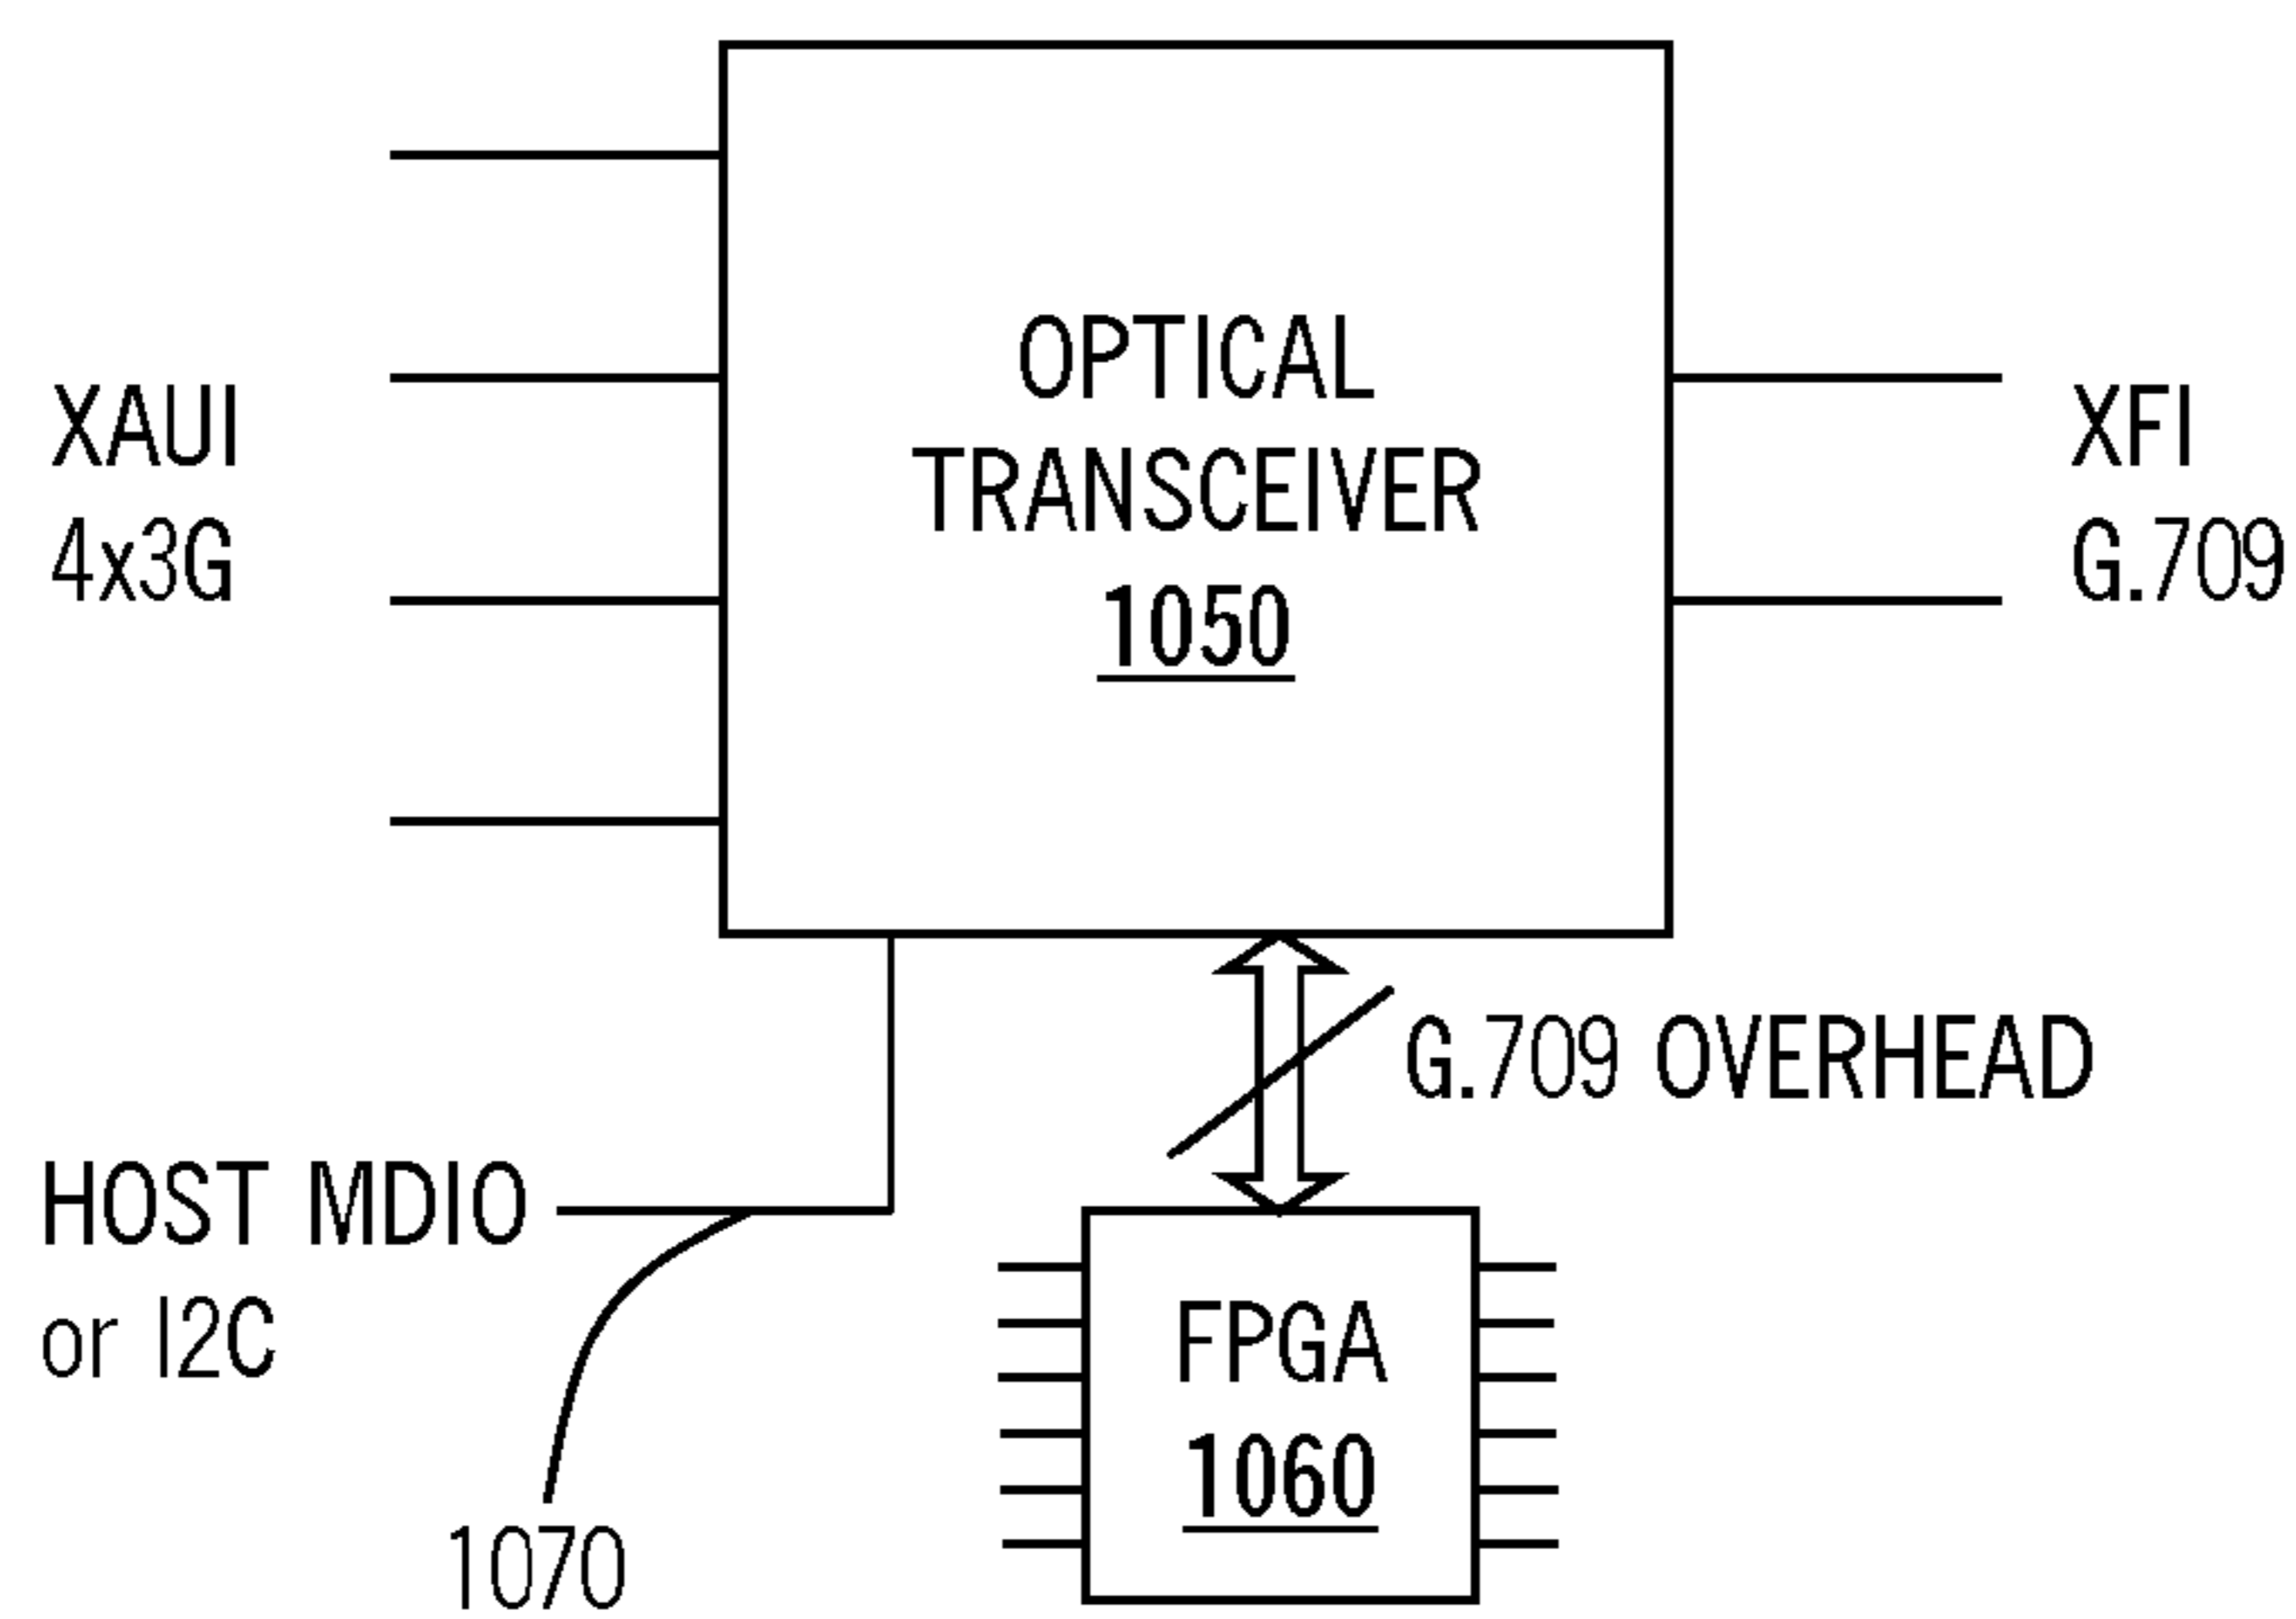 OPTICAL
TRANSCEIVER
1050
XAUI
4x3G
XFI
G.709
G.709 OVERHEAD
HOST MDIO
or I2C
FPGA
1060
1070